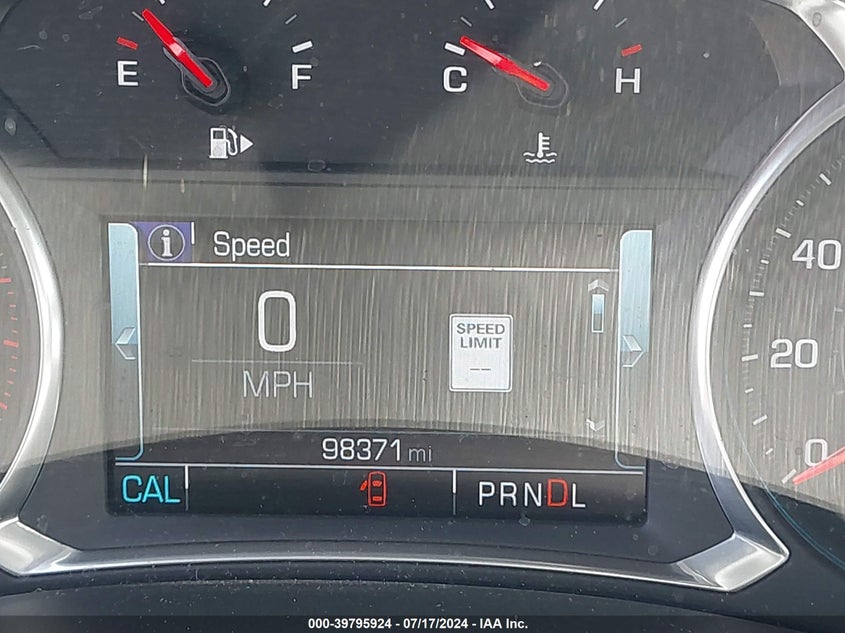 E F C H
Speed
40
0
SPEED
LIMIT
--
20
MPH
98371 mi
0
CAL PRNDL
000-39795924 - 07/17/2024 - IAA Inc.